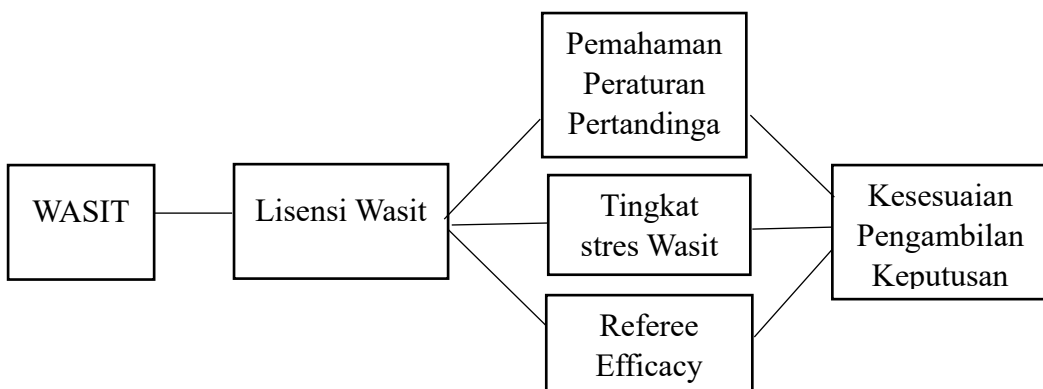 WASIT
Lisensi Wasit
Pemahaman
Peraturan
Pertandinga
Tingkat
stres Wasit
Referee
Efficacy
Kesesuaian
Pengambilan
Keputusan